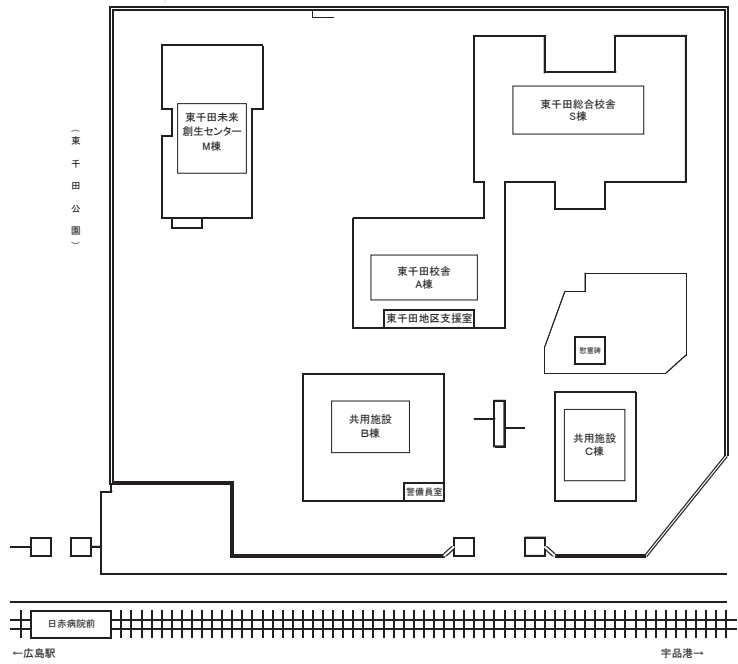 東千田未来
創生センター
M棟
東千田総合校舎
S棟
（東千田公園）
東千田校舎
A棟
東千田地区支援室
慰霊碑
共用施設
B棟
共用施設
C棟
警備員室
日赤病院前
←広島駅
宇品港→